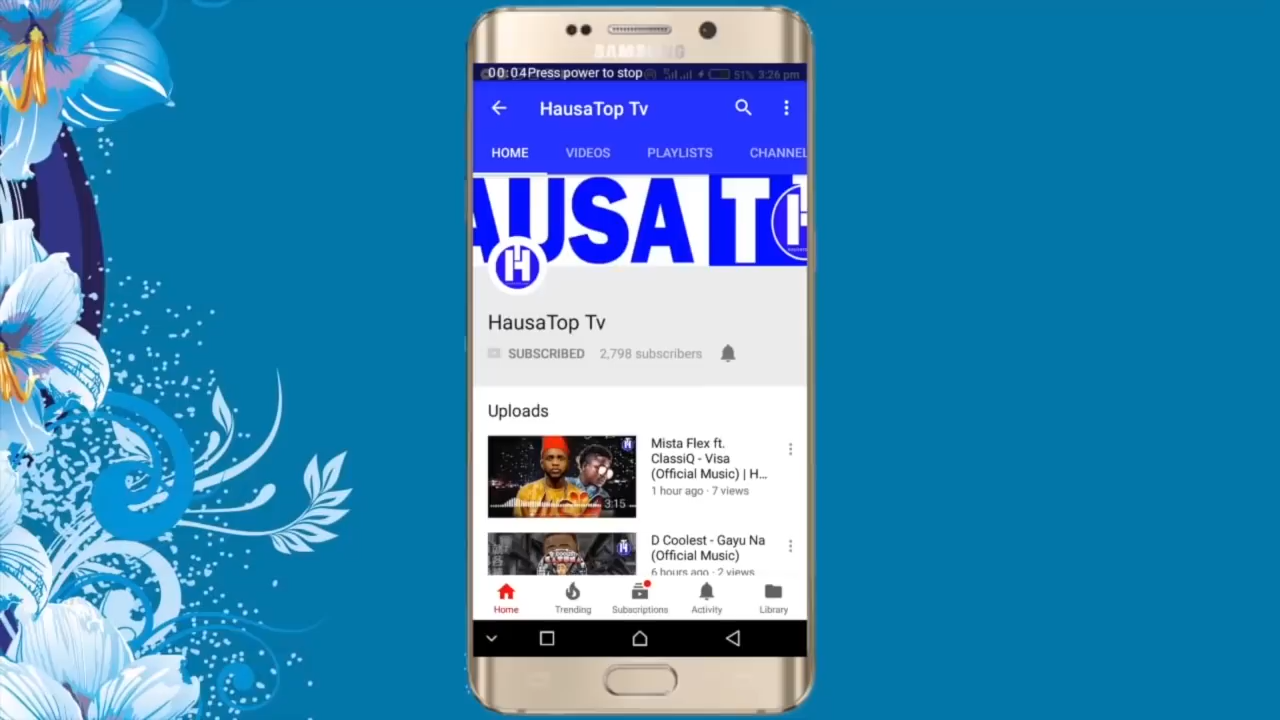 SAMSUNG
00:04Press power to stop
51% 3:26 pm
HausaTop Tv
HOME VIDEOS PLAYLISTS CHANNEL
AUSA T
H
H
HausaTop Tv
SUBSCRIBED 2,798 subscribers
Uploads
Mista Flex ft.
ClassiQ - Visa
(Official Music) | H...
1 hour ago · 7 views
3:15
D Coolest - Gayu Na
(Official Music)
6 hours ago · 2 views
Home Trending Subscriptions Activity Library